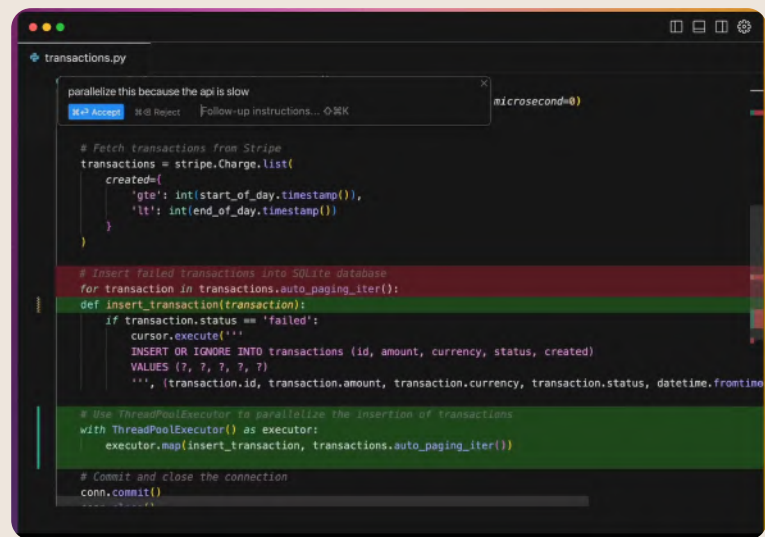 transactions.py
parallelize this because the api is slow
Accept ⌘⌫ Reject Follow-up instructions... ⇧⌘K
microsecond=0)
# Fetch transactions from Stripe
transactions = stripe.Charge.list(
created={
'gte': int(start_of_day.timestamp()),
'lt': int(end_of_day.timestamp())
}
)
# Insert failed transactions into SQLite database
for transaction in transactions.auto_paging_iter():
def insert_transaction(transaction):
if transaction.status == 'failed':
cursor.execute('''
INSERT OR IGNORE INTO transactions (id, amount, currency, status, created)
VALUES (?, ?, ?, ?, ?)
''', (transaction.id, transaction.amount, transaction.currency, transaction.status, datetime.fromtime
# Use ThreadPoolExecutor to parallelize the insertion of transactions
with ThreadPoolExecutor() as executor:
executor.map(insert_transaction, transactions.auto_paging_iter())
# Commit and close the connection
conn.commit()